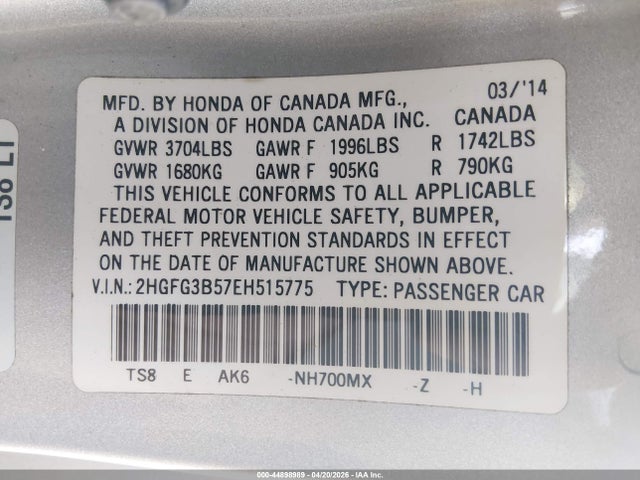 03/'14
MFD. BY HONDA OF CANADA MFG., CANADA
A DIVISION OF HONDA CANADA INC.
GVWR 3704LBS GAWR F 1996LBS R 1742LBS
GVWR 1680KG GAWR F 905KG R 790KG
THIS VEHICLE CONFORMS TO ALL APPLICABLE
FEDERAL MOTOR VEHICLE SAFETY, BUMPER,
AND THEFT PREVENTION STANDARDS IN EFFECT
ON THE DATE OF MANUFACTURE SHOWN ABOVE.
V.I.N.: 2HGFG3B57EH515775 TYPE: PASSENGER CAR
TS8 E AK6 -NH700MX -Z -H
TS8 L1
000-44898989 - 04/20/2026 - IAA Inc.